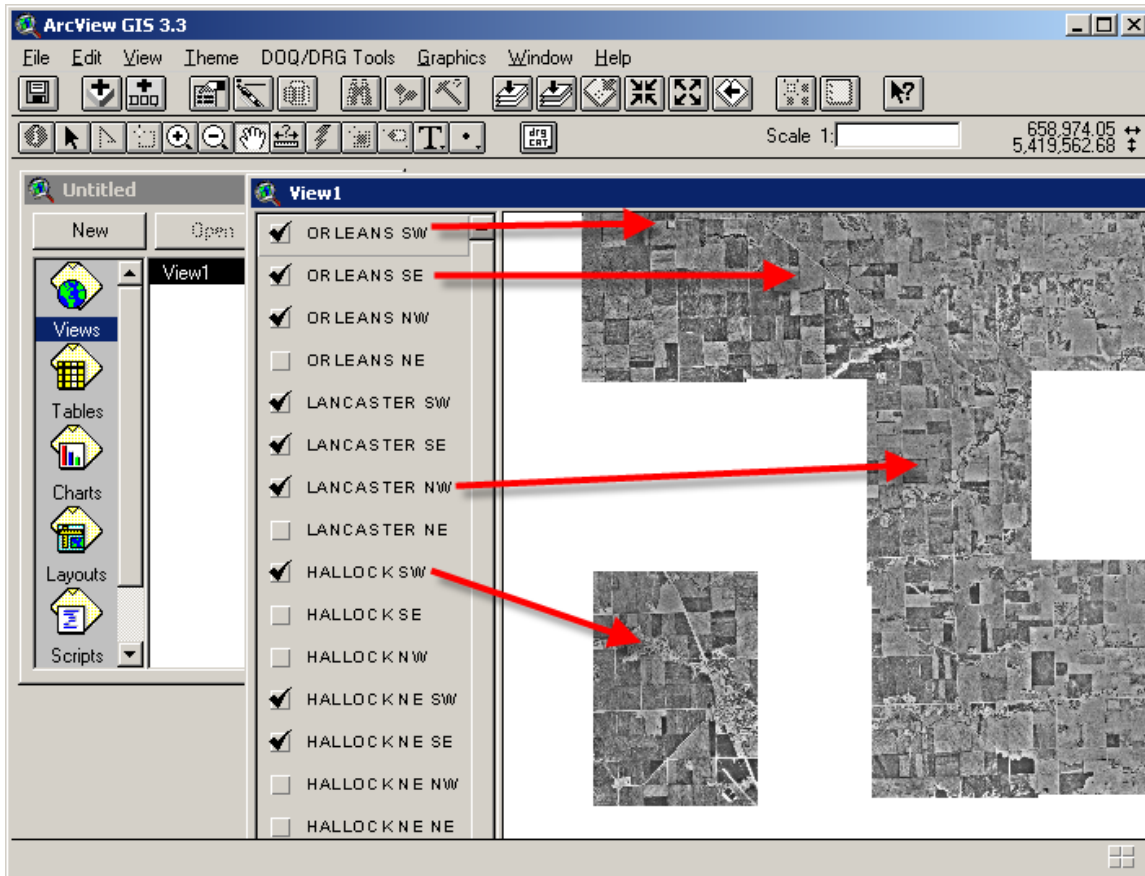 ArcView GIS 3.3
File Edit View Theme DOQ/DRG Tools Graphics Window Help
DOQ
T
drg
CAT
Scale 1:
658,974.05
5,419,562.68
Untitled
View1
New
Open
View1
Views
Tables
Charts
Layouts
Scripts
ORLEANS SW
ORLEANS SE
ORLEANS NW
ORLEANS NE
LANCASTER SW
LANCASTER SE
LANCASTER NW
LANCASTER NE
HALLOCK SW
HALLOCK SE
HALLOCK NW
HALLOCK NE SW
HALLOCK NE SE
HALLOCK NE NW
HALLOCK NE NE